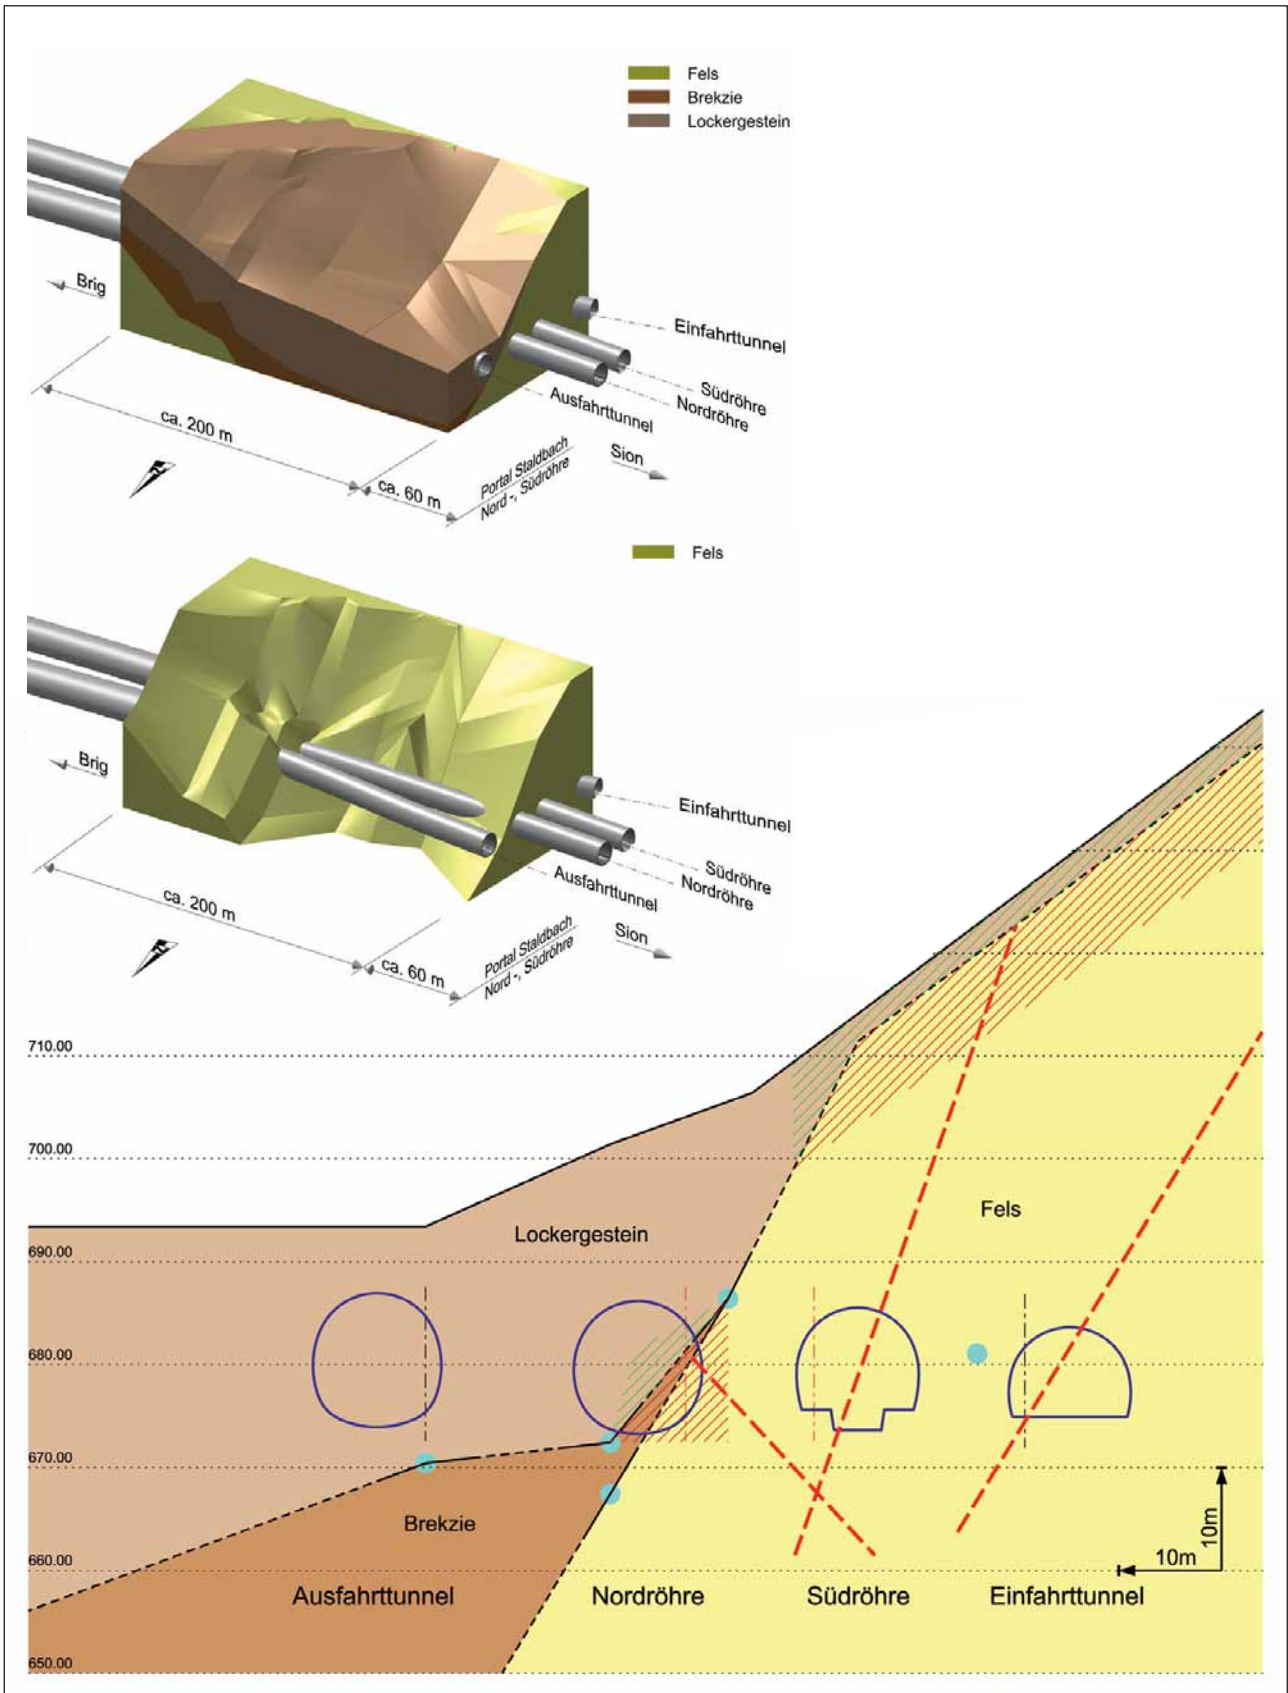 Fels
Brekzie
Lockergestein
Brig
Einfahrttunnel
Südröhre
Nordröhre
Ausfahrttunnel
Sion
ca. 200 m
ca. 60 m
Portal Staldbach
Nord -, Südröhre
Fels
Brig
Einfahrttunnel
Südröhre
Nordröhre
Ausfahrttunnel
Sion
ca. 200 m
ca. 60 m
Portal Staldbach
Nord -, Südröhre
710.00
700.00
Fels
Lockergestein
690.00
680.00
670.00
Brekzie
10m
10m
660.00
Ausfahrttunnel Nordröhre Südröhre Einfahrttunnel
650.00